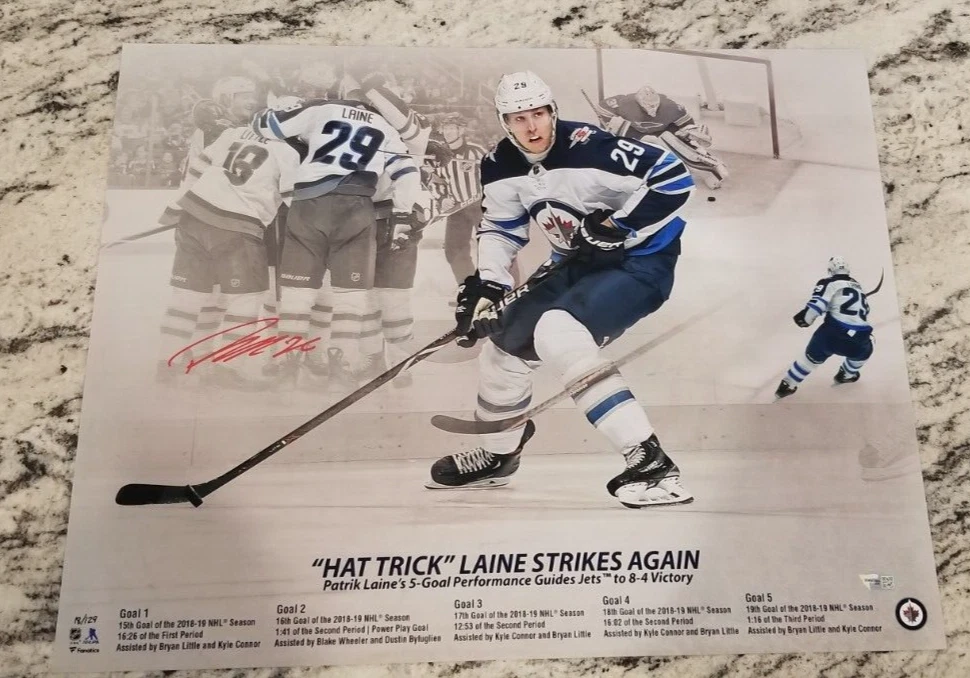 29
LAINE
29
18
29
BAUER
29
"HAT TRICK" LAINE STRIKES AGAIN
Patrik Laine's 5-Goal Performance Guides Jets™ to 8-4 Victory
Goal 1
15th Goal of the 2018-19 NHL® Season
16:26 of the First Period
Assisted by Bryan Little and Kyle Connor
Goal 2
16th Goal of the 2018-19 NHL® Season
1:41 of the Second Period | Power Play Goal
Assisted by Blake Wheeler and Dustin Byfuglien
Goal 3
17th Goal of the 2018-19 NHL® Season
12:53 of the Second Period
Assisted by Kyle Connor and Bryan Little
Goal 4
18th Goal of the 2018-19 NHL® Season
16:02 of the Second Period
Assisted by Kyle Connor and Bryan Little
Goal 5
19th Goal of the 2018-19 NHL® Season
1:16 of the Third Period
Assisted by Bryan Little and Kyle Connor
18/129
Fanatics